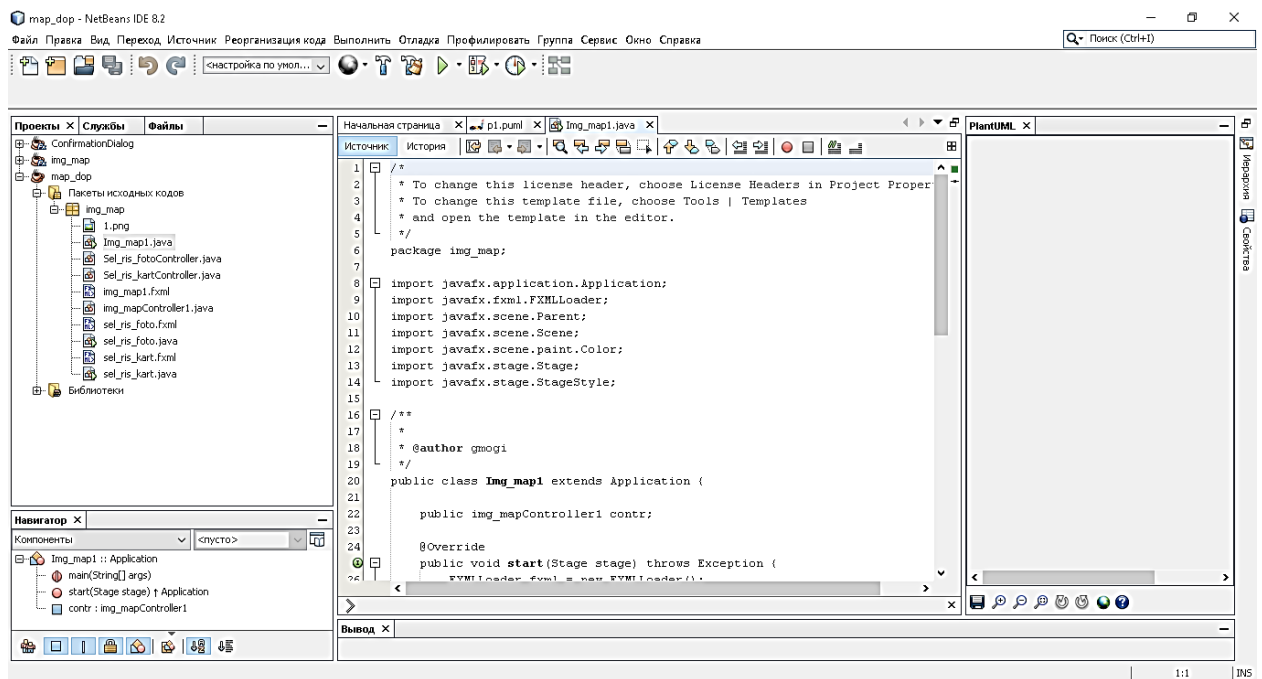 map_dop - NetBeans IDE 8.2
Файл Правка Вид Переход Источник Реорганизация кода Выполнить Отладка Профилировать Группа Сервис Окно Справка
Поиск (Ctrl+I)
<настройка по умол...
Проекты Службы Файлы
ConfirmationDialog
img_map
map_dop
Пакеты исходных кодов
img_map
1.png
Img_map1.java
Sel_ris_fotoController.java
Sel_ris_kartController.java
img_map1.fxml
img_mapController1.java
sel_ris_foto.fxml
sel_ris_foto.java
sel_ris_kart.fxml
sel_ris_kart.java
Библиотеки
Навигатор
Компоненты <пусто>
Img_map1 :: Application
main(String[] args)
start(Stage stage) ↑ Application
contr : img_mapController1
Начальная страница p1.puml Img_map1.java
Источник История
1 /*
2 * To change this license header, choose License Headers in Project Proper
3 * To change this template file, choose Tools | Templates
4 * and open the template in the editor.
5 */
6 package img_map;
7
8 import javafx.application.Application;
9 import javafx.fxml.FXMLLoader;
10 import javafx.scene.Parent;
11 import javafx.scene.Scene;
12 import javafx.scene.paint.Color;
13 import javafx.stage.Stage;
14 import javafx.stage.StageStyle;
15
16 /**
17 *
18 * @author gmogi
19 */
20 public class Img_map1 extends Application {
21
22 public img_mapController1 contr;
23
24 @Override
public void start(Stage stage) throws Exception {
26 FXMLLoader fxml = new FXMLLoader();
Вывод
PlantUML
Иерархия
Свойства
1:1 INS